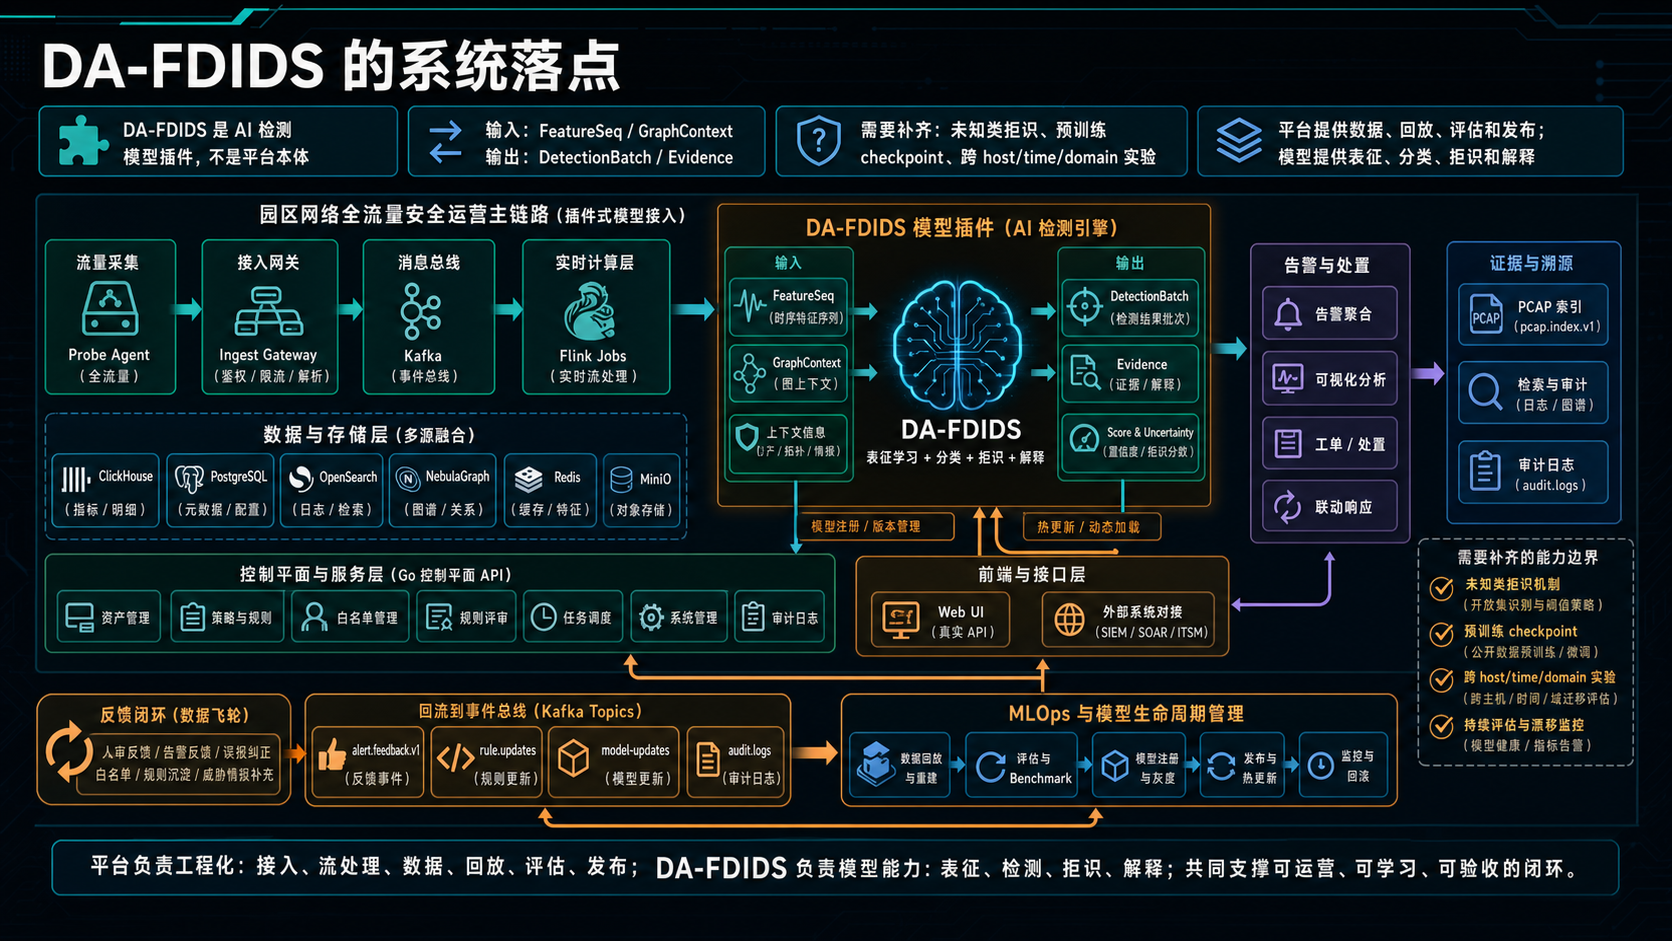 DA-FDIDS 的系统落点
DA-FDIDS 是 AI 检测
模型插件，不是平台本体
输入：FeatureSeq / GraphContext
输出：DetectionBatch / Evidence
需要补齐：未知类拒识、预训练
checkpoint、跨 host/time/domain 实验
平台提供数据、回放、评估和发布；
模型提供表征、分类、拒识和解释
园区网络全流量安全运营主链路（插件式模型接入）
流量采集
Probe Agent
（全流量）
接入网关
Ingest Gateway
（鉴权 / 限流 / 解析）
消息总线
Kafka
（事件总线）
实时计算层
Flink Jobs
（实时流处理）
DA-FDIDS 模型插件（AI 检测引擎）
输入
FeatureSeq
（时序特征序列）
GraphContext
（图上下文）
上下文信息
/ 拓扑 / 情报）
DA-FDIDS
表征学习 + 分类 + 拒识 + 解释
输出
DetectionBatch
（检测结果批次）
Evidence
（证据 / 解释）
Score & Uncertainty
（置信度 / 拒识分数）
告警与处置
告警聚合
可视化分析
工单 / 处置
联动响应
证据与溯源
PCAP
PCAP 索引
（pcap.index.v1）
检索与审计
（日志 / 图谱）
审计日志
（audit.logs）
数据与存储层（多源融合）
ClickHouse
（指标 / 明细）
PostgreSQL
（元数据 / 配置）
OpenSearch
（日志 / 检索）
NebulaGraph
（图谱 / 关系）
Redis
（缓存 / 特征）
MiniO
（对象存储）
模型注册 / 版本管理
热更新 / 动态加载
控制平面与服务层（Go 控制平面 API）
资产管理
策略与规则
白名单管理
规则评审
任务调度
系统管理
审计日志
前端与接口层
Web UI
（真实 API）
外部系统对接
（SIEM / SOAR / ITSM）
需要补齐的能力边界
未知类拒识机制
（开放集识别与阈值策略）
预训练 checkpoint
（公开数据预训练 / 微调）
跨 host/time/domain 实验
（跨主机 / 时间 / 域迁移评估）
持续评估与漂移监控
（模型健康 / 指标告警）
反馈闭环（数据飞轮）
人审反馈 / 告警反馈 / 误报纠正
白名单 / 规则沉淀 / 威胁情报补充
回流到事件总线（Kafka Topics）
alert.feedback.v1
（反馈事件）
rule.updates
（规则更新）
model-updates
（模型更新）
audit.logs
（审计日志）
MLOps 与模型生命周期管理
数据回放
与重建
评估与
Benchmark
模型注册
与灰度
发布与
热更新
监控与
回滚
平台负责工程化：接入、流处理、数据、回放、评估、发布；DA-FDIDS 负责模型能力：表征、检测、拒识、解释；共同支撑可运营、可学习、可验收的闭环。